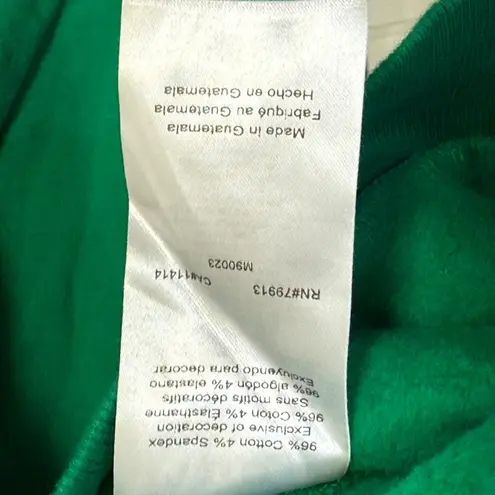 96% Cotton 4% Spandex
Exclusive of decoration
96% Coton 4% Élasthanne
Sans motifs décoratifs
96% algodón 4% elastano
Excluyendo para decorar
RN#79913 CA#11414
M90023
Made in Guatemala
Fabriqué au Guatemala
Hecho en Guatemala